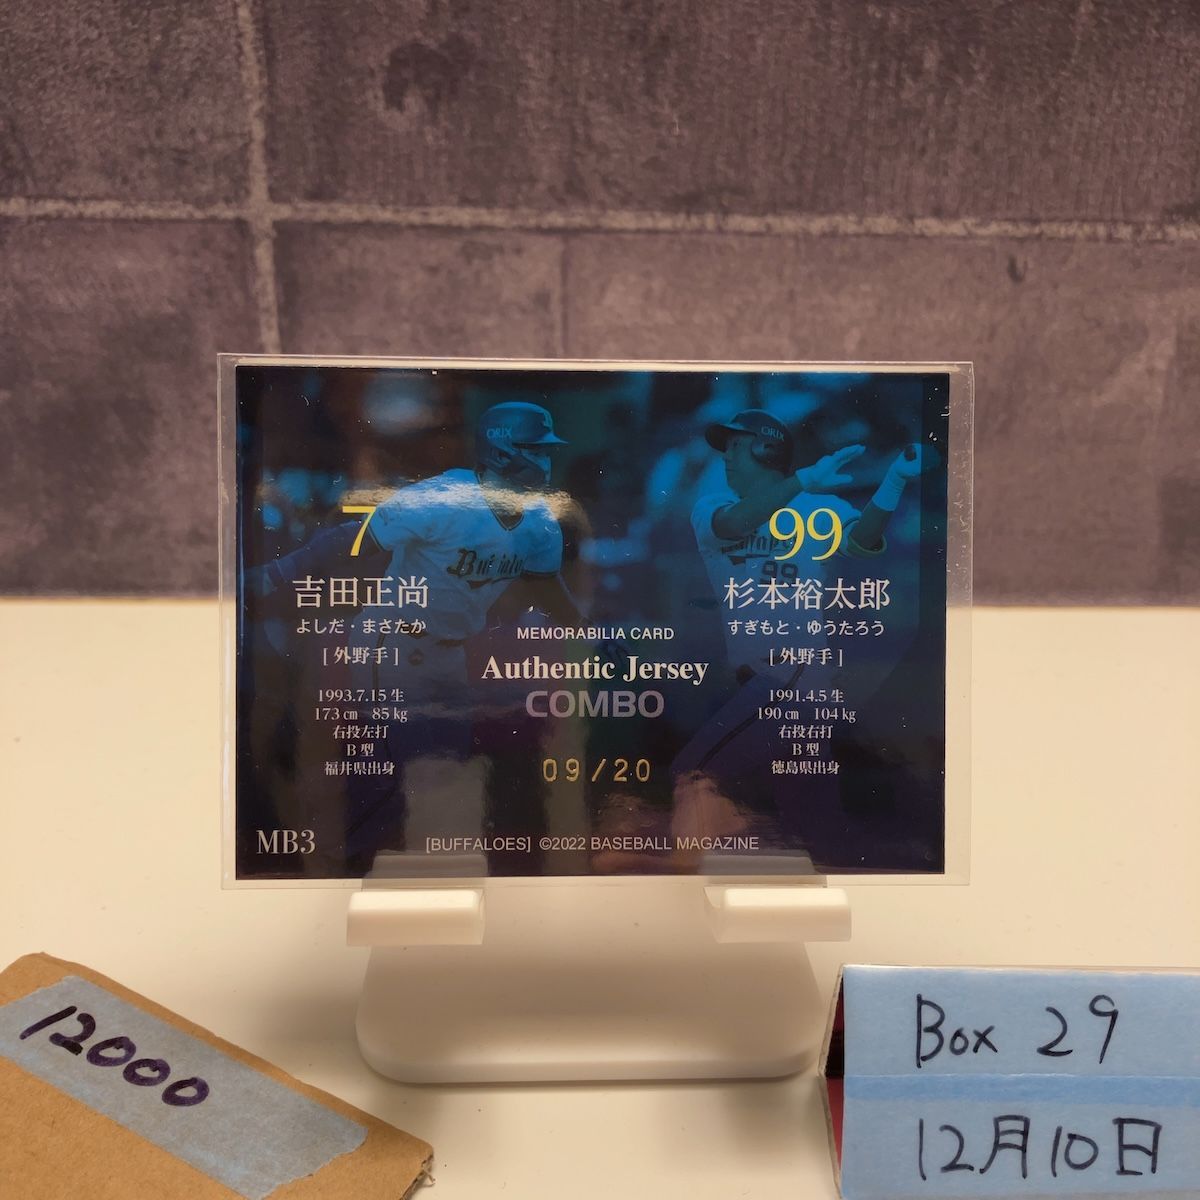 ORIX
ORIX
7
吉田正尚
よしだ・まさたか
[外野手]
1993.7.15 生
173㎝ 85㎏
右投左打
B 型
福井県出身
MEMORABILIA CARD
Authentic Jersey
COMBO
09/20
99
99
杉本裕太郎
すぎもと・ゆうたろう
[外野手]
1991.4.5 生
190㎝ 104㎏
右投右打
B 型
徳島県出身
MB3
[BUFFALOES] ©2022 BASEBALL MAGAZINE
12000
Box 29
12月10日